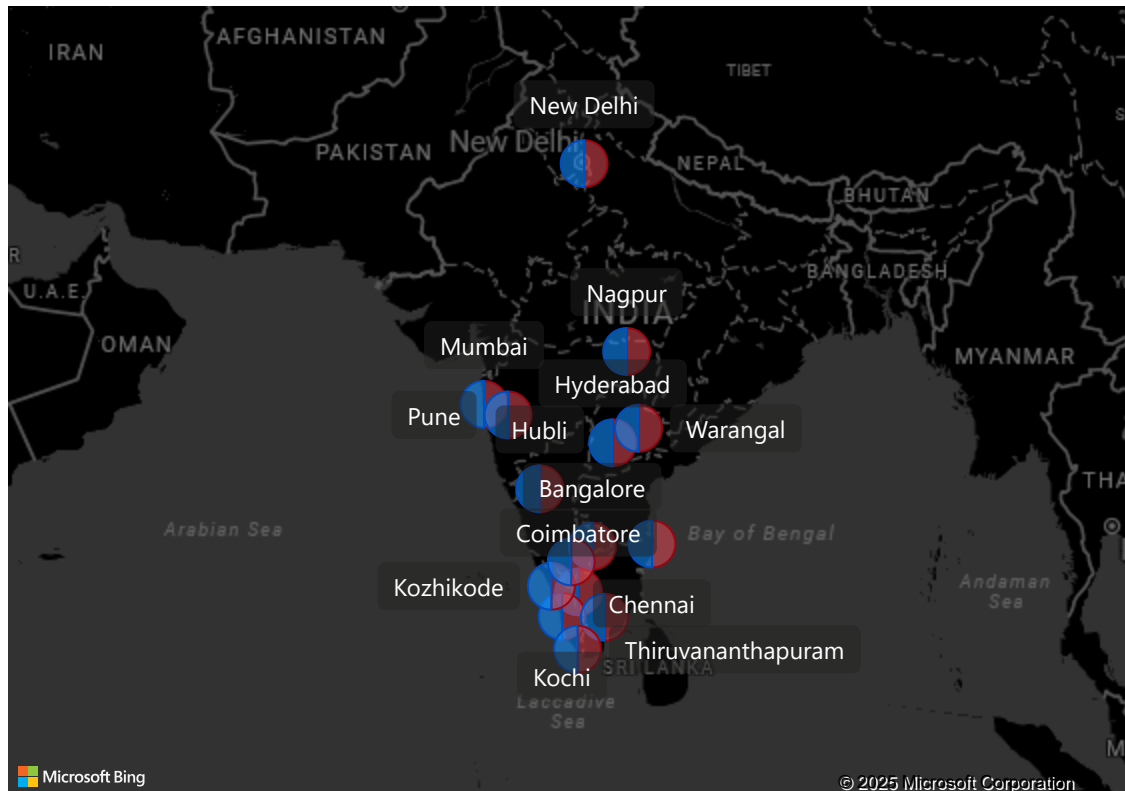 AFGHANISTAN
IRAN
TIBET
New Delhi
New Delhi
PAKISTAN
NEPAL
BHUTAN
BANGLADESH
U.A.E.
Nagpur
INDIA
OMAN
Mumbai
MYANMAR
Hyderabad
Pune
Hubli
Warangal
Bangalore
Arabian Sea
Coimbatore
Bay of Bengal
Kozhikode
Andaman
Sea
Chennai
Thiruvananthapuram
SRI LANKA
Kochi
Laccadive
Sea
Microsoft Bing
© 2025 Microsoft Corporation